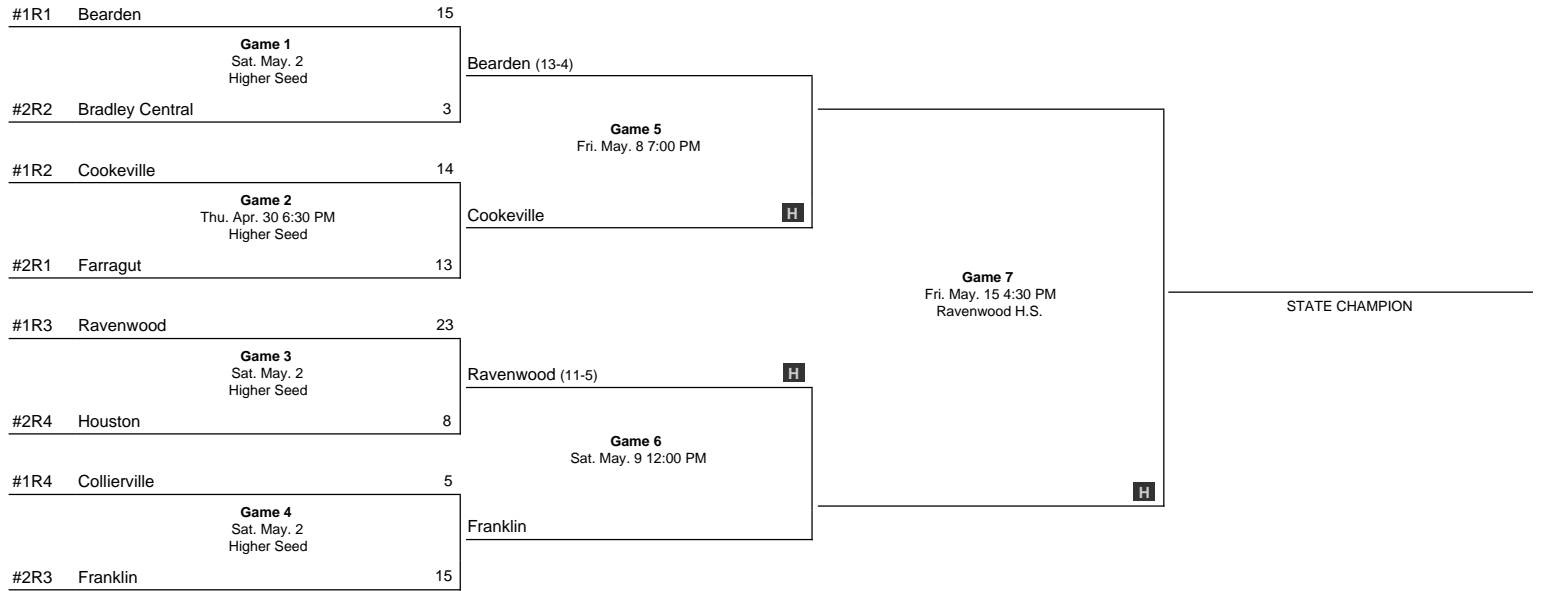 #1R1 Bearden 15
Game 1
Sat. May. 2
Higher Seed
#2R2 Bradley Central 3
#1R2 Cookeville 14
Game 2
Thu. Apr. 30 6:30 PM
Higher Seed
#2R1 Farragut 13
#1R3 Ravenwood 23
Game 3
Sat. May. 2
Higher Seed
#2R4 Houston 8
#1R4 Collierville 5
Game 4
Sat. May. 2
Higher Seed
#2R3 Franklin 15
Bearden (13-4)
Game 5
Fri. May. 8 7:00 PM
Cookeville H
Ravenwood (11-5) H
Game 6
Sat. May. 9 12:00 PM
Franklin
Game 7
Fri. May. 15 4:30 PM
Ravenwood H.S.
H
STATE CHAMPION